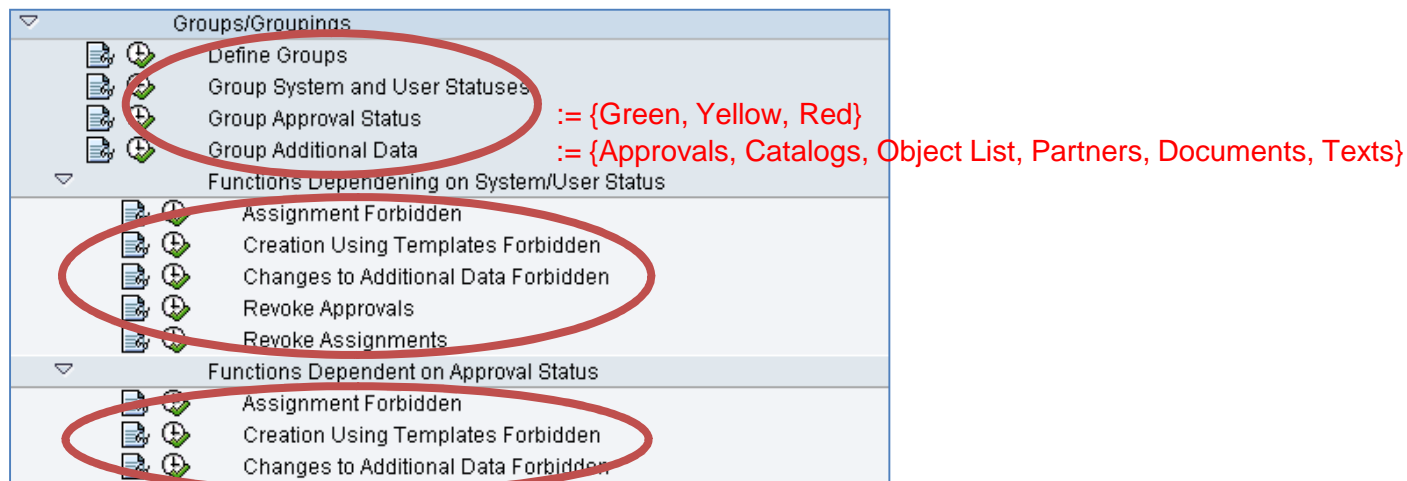 Groups/Groupings
Define Groups
Group System and User Statuses
Group Approval Status := {Green, Yellow, Red}
Group Additional Data := {Approvals, Catalogs, Object List, Partners, Documents, Texts}
Functions Dependening on System/User Status
Assignment Forbidden
Creation Using Templates Forbidden
Changes to Additional Data Forbidden
Revoke Approvals
Revoke Assignments
Functions Dependent on Approval Status
Assignment Forbidden
Creation Using Templates Forbidden
Changes to Additional Data Forbidden